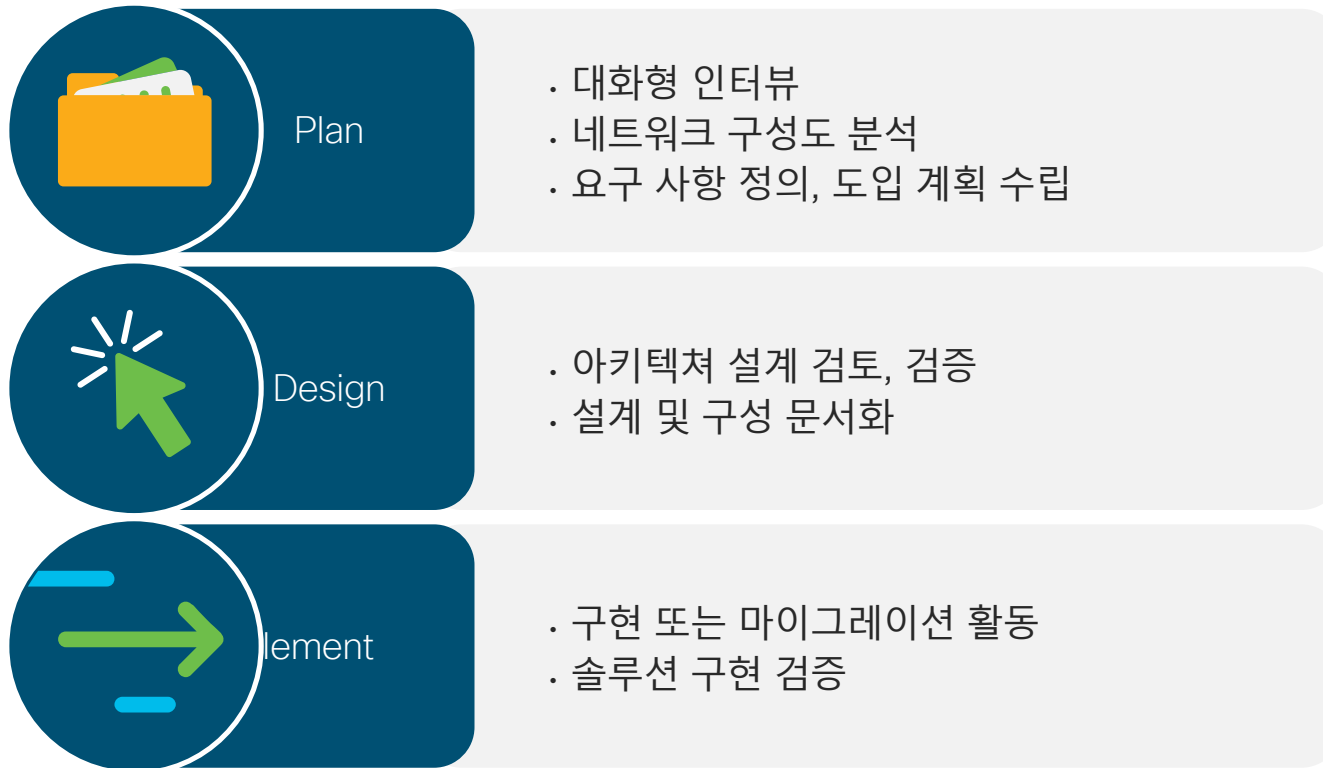 Plan
• 대화형 인터뷰
• 네트워크 구성도 분석
• 요구 사항 정의, 도입 계획 수립
Design
• 아키텍쳐 설계 검토, 검증
• 설계 및 구성 문서화
lement
• 구현 또는 마이그레이션 활동
• 솔루션 구현 검증